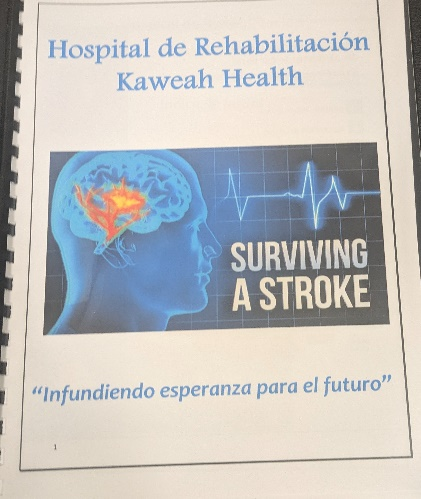 Hospital de Rehabilitación
Kaweah Health
SURVIVING
A STROKE
“Infundiendo esperanza para el futuro”
1